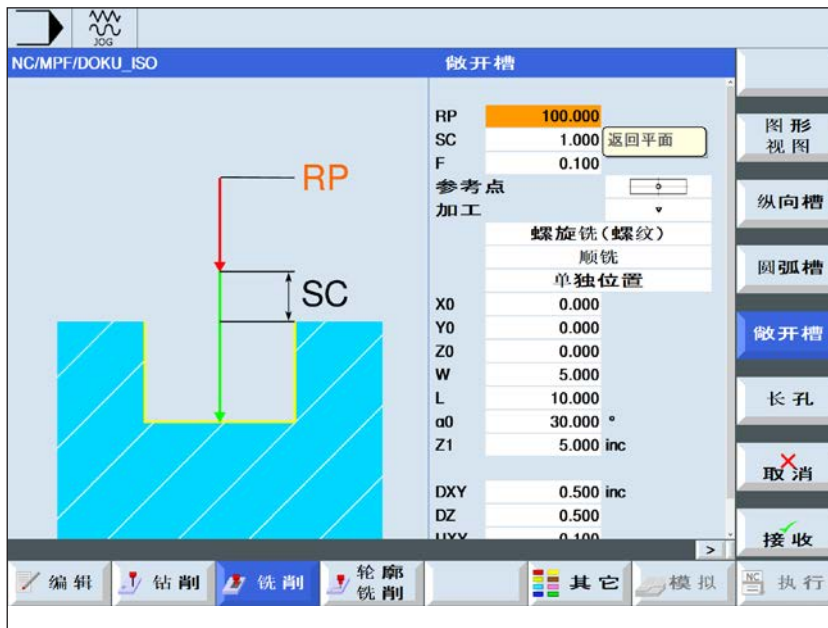 JOG
NC/MPF/DOKU_ISO
敞开槽
RP
SC
RP 100.000
SC 1.000
返回平面
F 0.100
参考点
加工
螺旋铣(螺纹)
顺铣
单独位置
X0 0.000
Y0 0.000
Z0 0.000
W 5.000
L 10.000
α0 30.000 °
Z1 5.000 inc
DXY 0.500 inc
DZ 0.500
UXY 0.100
图形
视图
纵向槽
圆弧槽
敞开槽
长孔
取消
接收
>
编辑
钻削
铣削
轮廓
铣削
其它
模拟
NC
执行